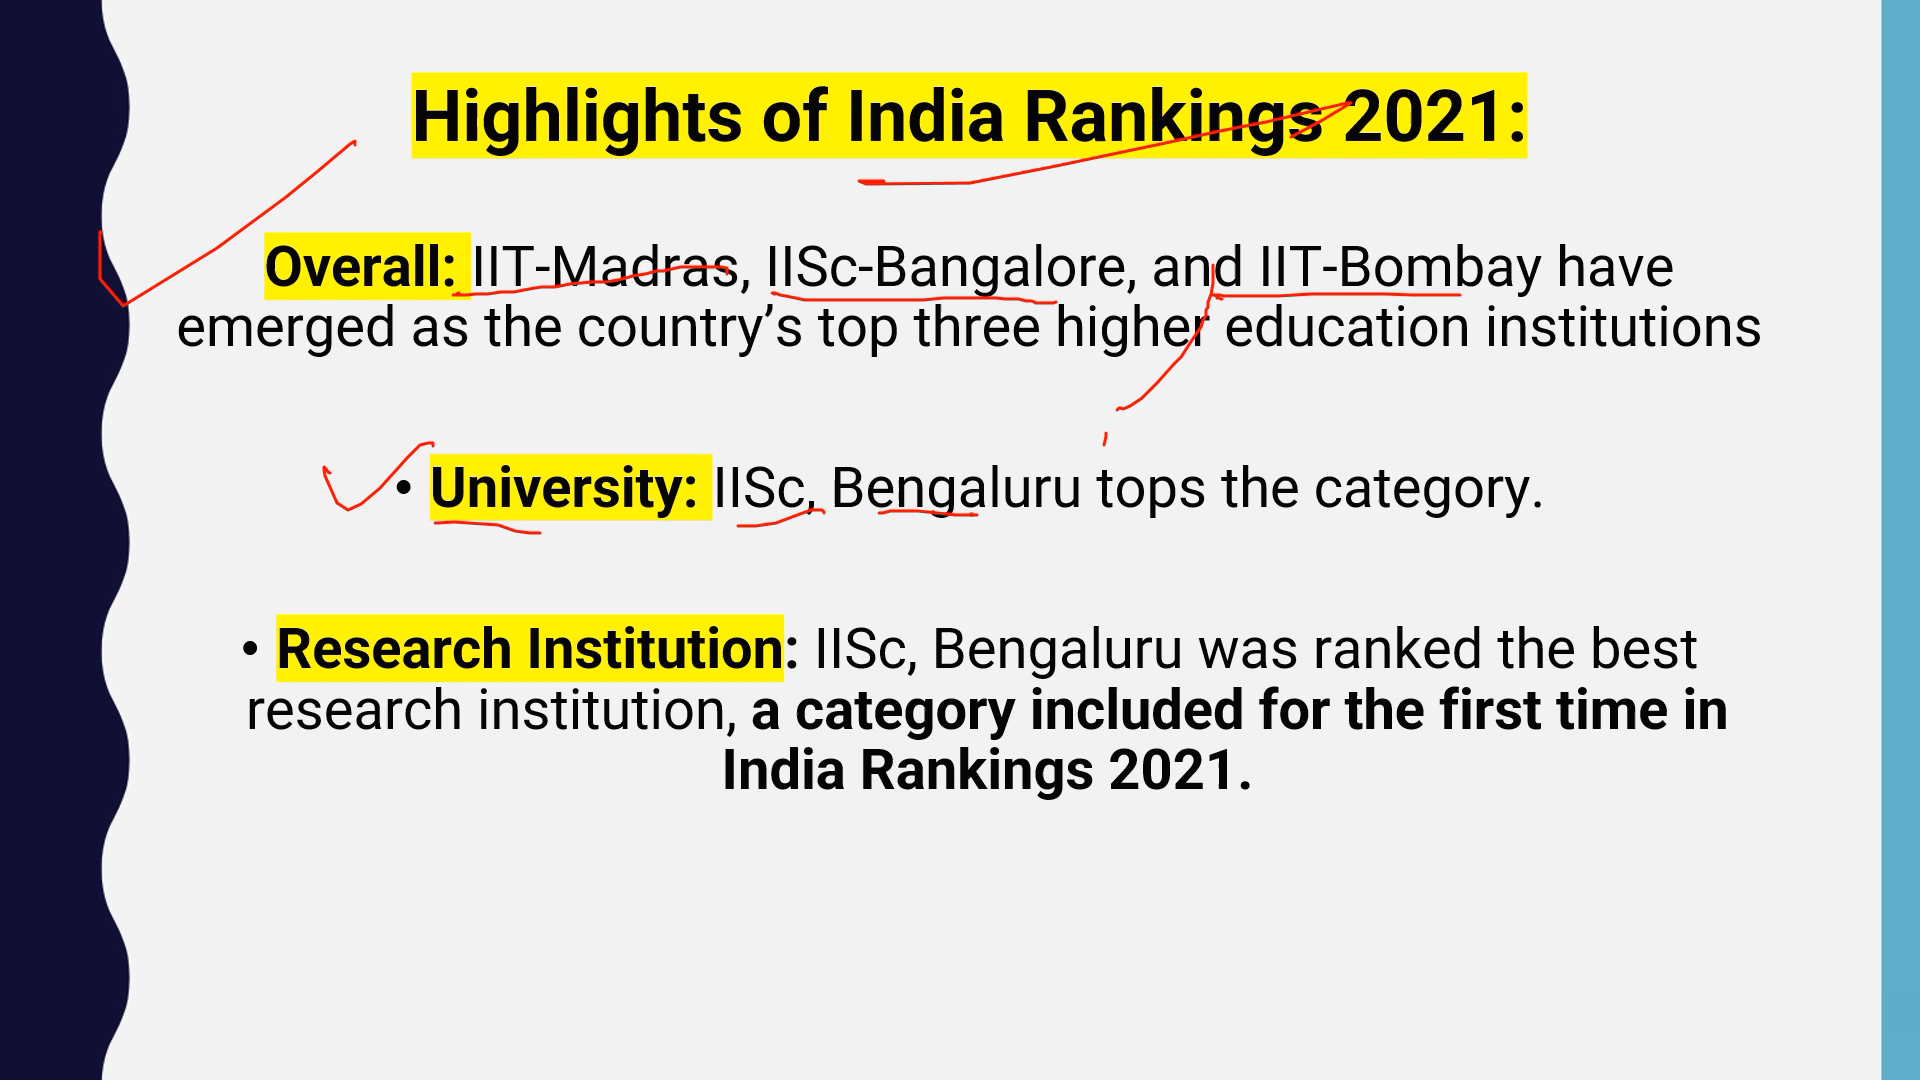 Highlights of India Rankings 2021:
Overall: IIT-Madras, IISc-Bangalore, and IIT-Bombay have
emerged as the country’s top three higher education institutions
• University: IISc, Bengaluru tops the category.
• Research Institution: IISc, Bengaluru was ranked the best
research institution, a category included for the first time in
India Rankings 2021.